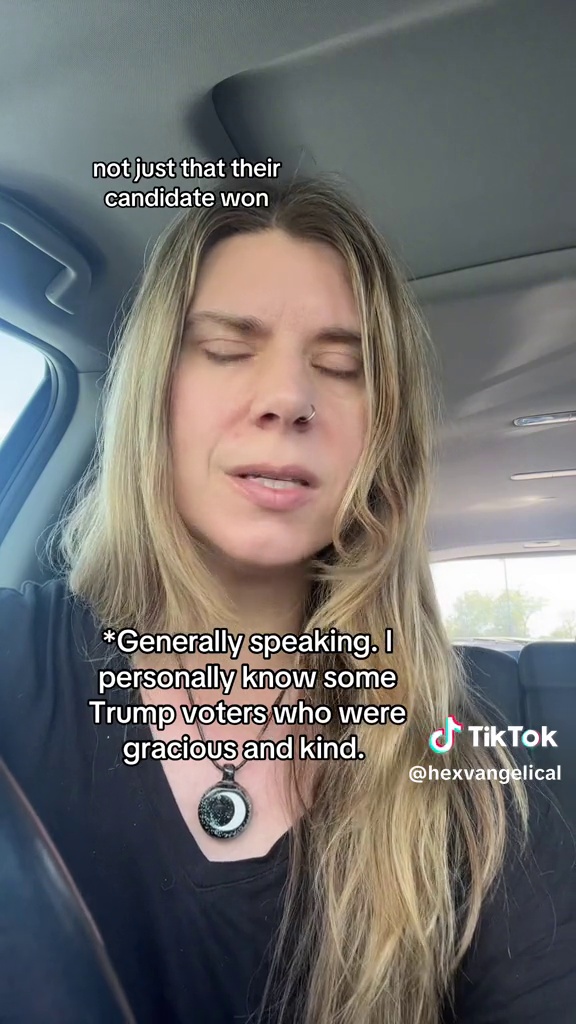 not just that their
candidate won
*Generally speaking. I
personally know some
Trump voters who were
gracious and kind.
TikTok
@hexvangelical